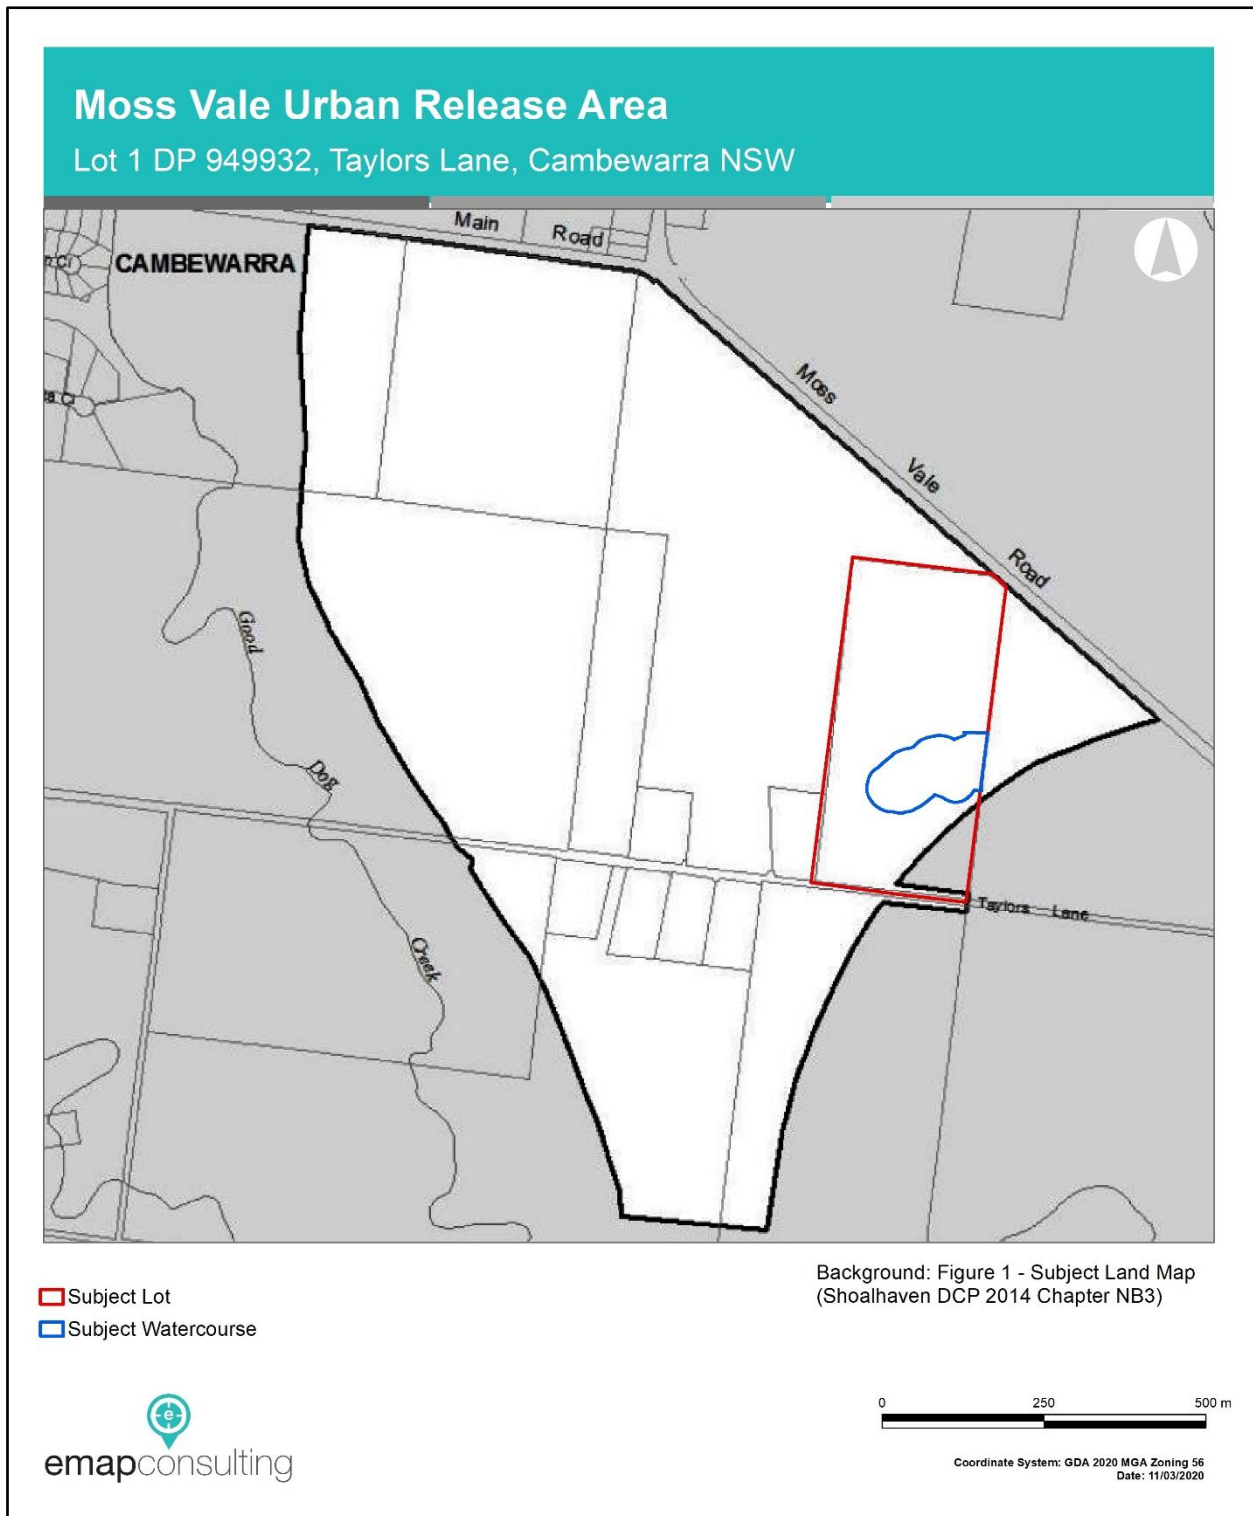 Moss Vale Urban Release Area
Lot 1 DP 949932, Taylors Lane, Cambewarra NSW
Main Road
CAMBEWARRA
Cl
Moss
Vale
Road
Cl
Good
Dog
Creek
Taylors Lane
Background: Figure 1 - Subject Land Map
(Shoalhaven DCP 2014 Chapter NB3)
Subject Lot
Subject Watercourse
e
emapconsulting
0 250 500 m
Coordinate System: GDA 2020 MGA Zoning 56
Date: 11/03/2020